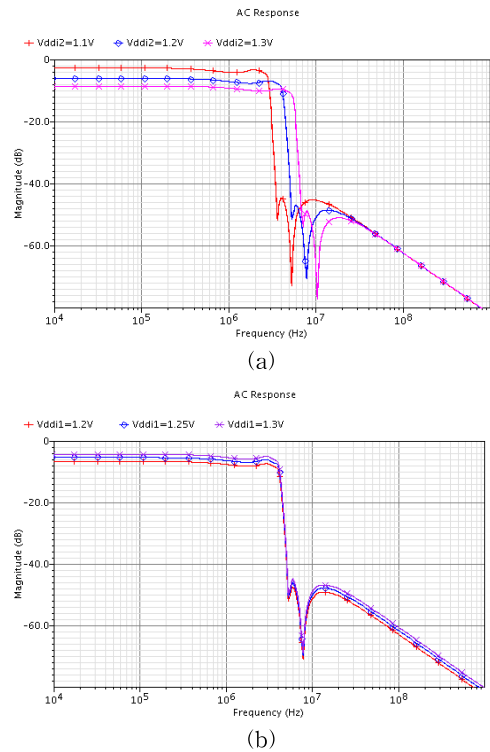 AC Response
Vddi2=1.1V Vddi2=1.2V Vddi2=1.3V
0
-20.0
-40.0
-60.0
Magnitude (dB)
10^4 10^5 10^6 10^7 10^8
Frequency (Hz)
(a)
AC Response
Vddi1=1.2V Vddi1=1.25V Vddi1=1.3V
0
-20.0
-40.0
-60.0
Magnitude (dB)
10^4 10^5 10^6 10^7 10^8
Frequency (Hz)
(b)